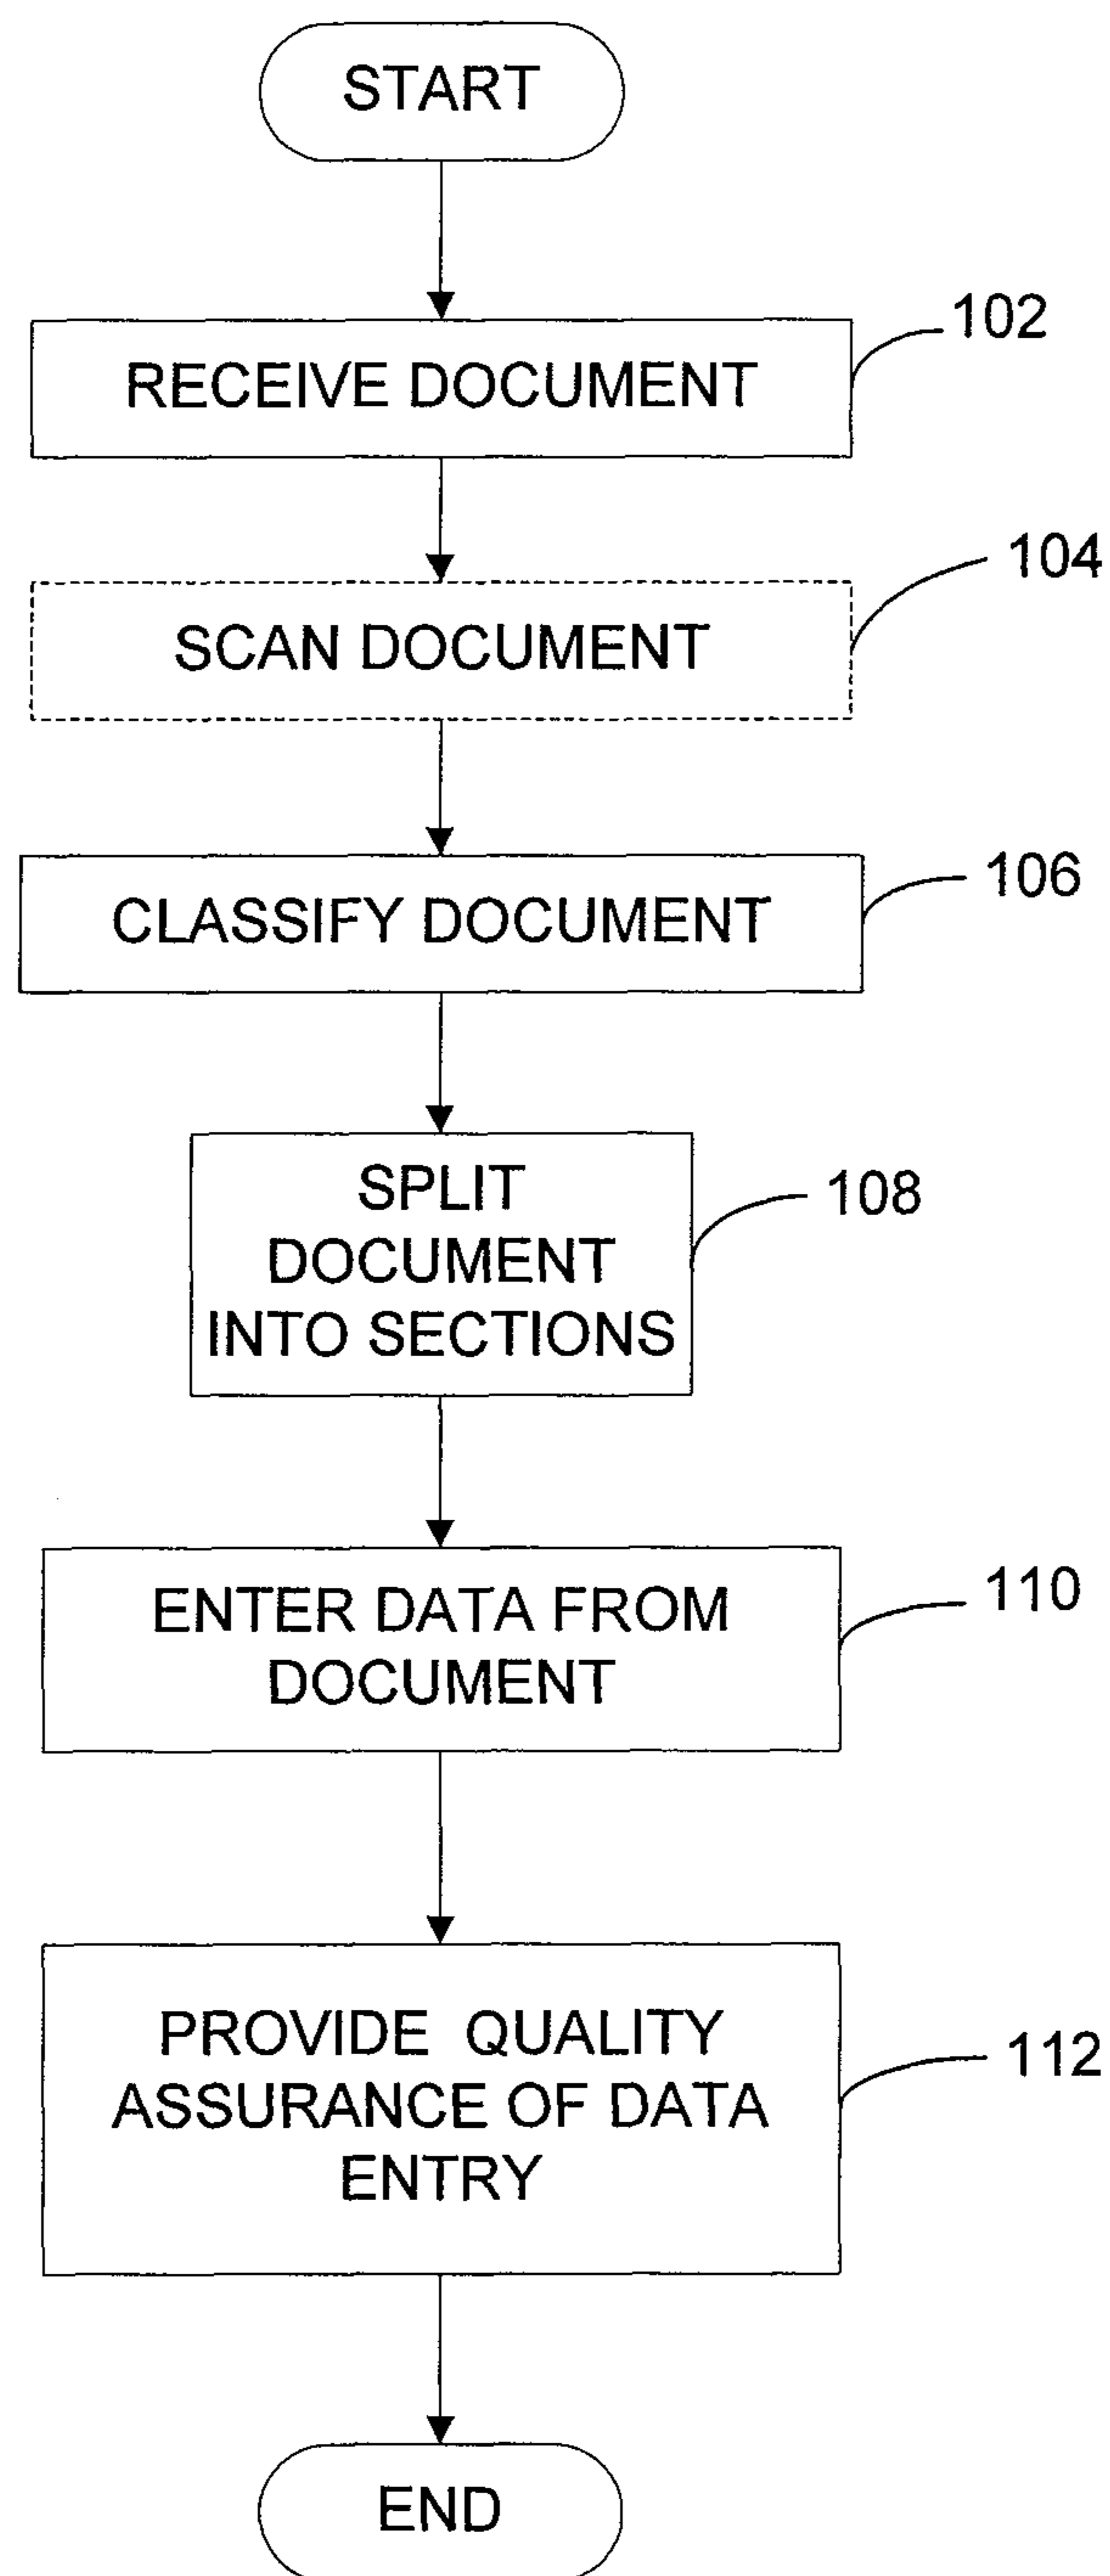 START
RECEIVE DOCUMENT
102
SCAN DOCUMENT
104
CLASSIFY DOCUMENT
106
SPLIT
DOCUMENT
INTO SECTIONS
108
ENTER DATA FROM
DOCUMENT
110
PROVIDE QUALITY
ASSURANCE OF DATA
ENTRY
112
END